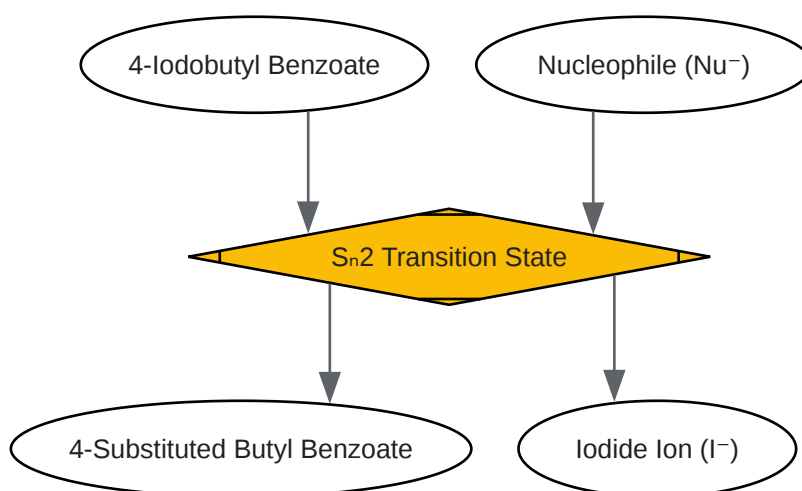 4-Iodobutyl Benzoate
Nucleophile (Nu⁻)
Sₙ2 Transition State
4-Substituted Butyl Benzoate
Iodide Ion (I⁻)